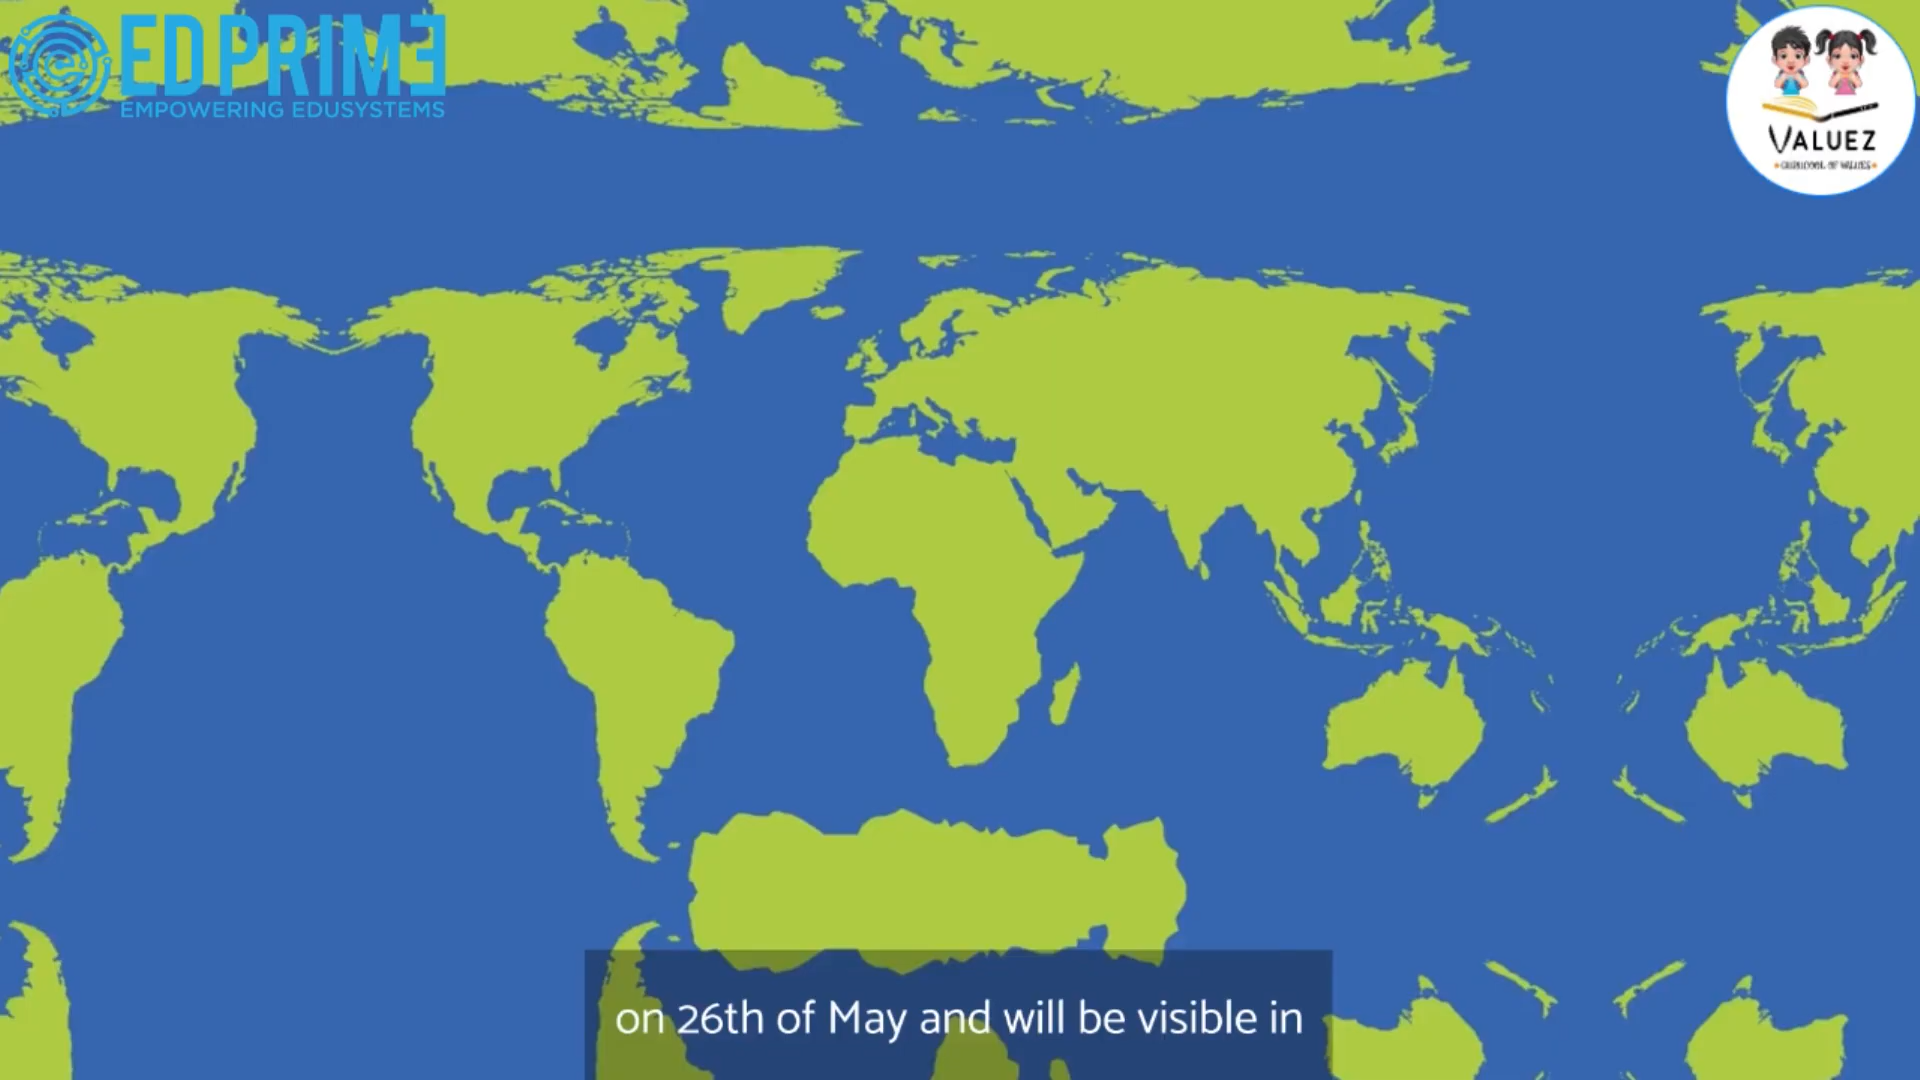 EDPRIME
EMPOWERING EDUSYSTEMS
VALUEZ
on 26th of May and will be visible in